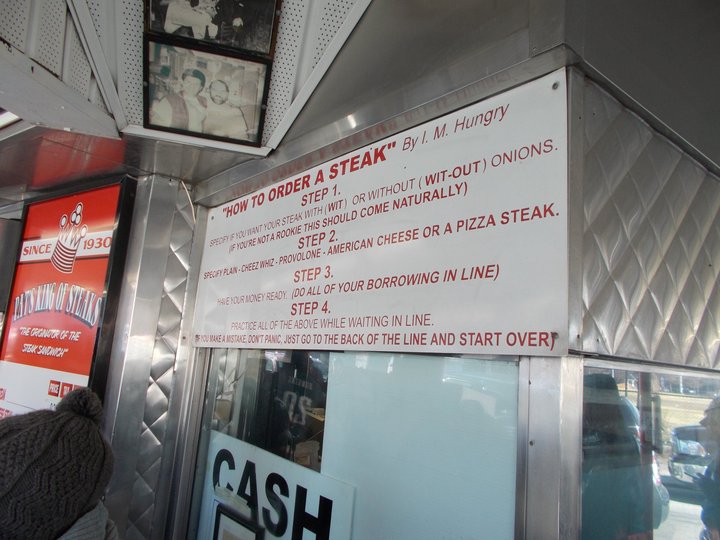 "HOW TO ORDER A STEAK" By I. M. Hungry
STEP 1.
SPECIFY IF YOU WANT YOUR STEAK WITH (WIT) OR WITHOUT (WIT-OUT) ONIONS.
(IF YOU'RE NOT A ROOKIE THIS SHOULD COME NATURALLY)
STEP 2.
SPECIFY PLAIN - CHEEZ WHIZ - PROVOLONE - AMERICAN CHEESE OR A PIZZA STEAK.
STEP 3.
HAVE YOUR MONEY READY. (DO ALL OF YOUR BORROWING IN LINE)
STEP 4.
PRACTICE ALL OF THE ABOVE WHILE WAITING IN LINE.
(IF YOU MAKE A MISTAKE, DON'T PANIC, JUST GO TO THE BACK OF THE LINE AND START OVER)
SINCE 1930
PAT'S KING OF STEAKS
"THE ORIGINATOR OF THE
STEAK SANDWICH"
CASH